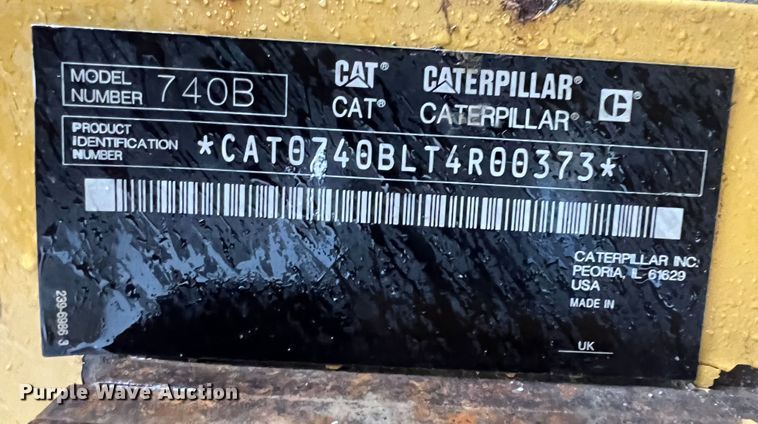 MODEL NUMBER 740B
CAT® CATERPILLAR®
CAT® CATERPILLAR®
PRODUCT IDENTIFICATION NUMBER *CAT0740BLT4R00373*
CATERPILLAR INC.
PEORIA, IL 61629
USA
MADE IN
UK
239-6986 3
Purple Wave Auction